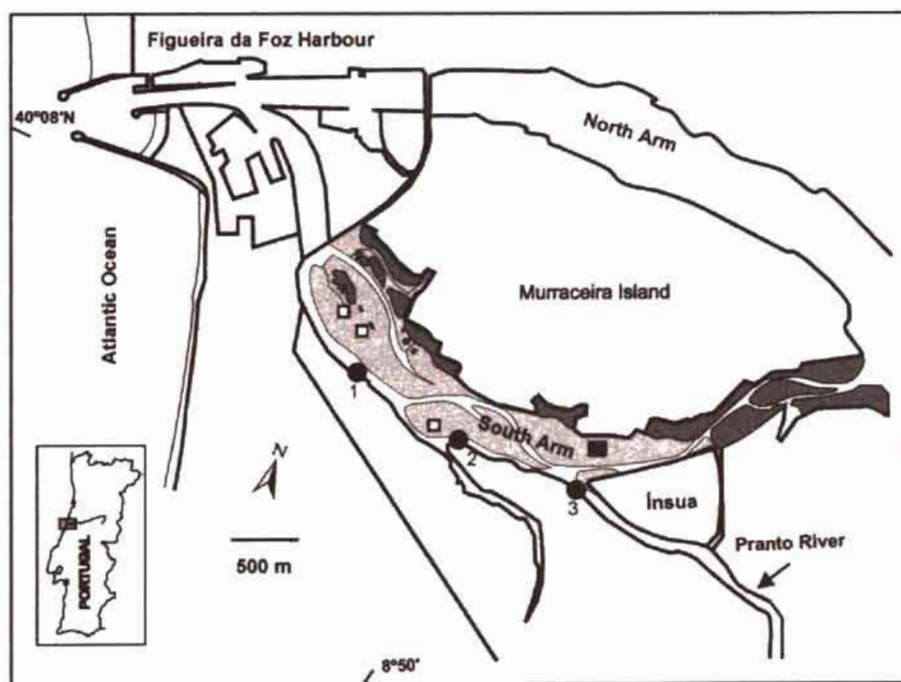 Figueira da Foz Harbour
40°08'N
North Arm
Atlantic Ocean
Murraceira Island
1
South Arm
2
N
3
Ínsua
500 m
Pranto River
PORTUGAL
8°50'